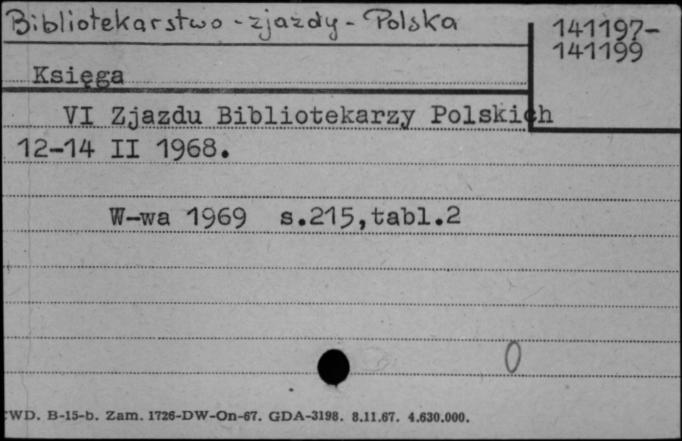 Bibliotekarstwo - zjazdy - Polska
141197-
141199
Księga
VI Zjazdu Bibliotekarzy Polskich
12-14 II 1968.
W-wa 1969 s.215,tabl.2
0
WD. B-15-b. Zam. 1726-DW-On-67. GDA-3198. 8.11.67. 4.630.000.